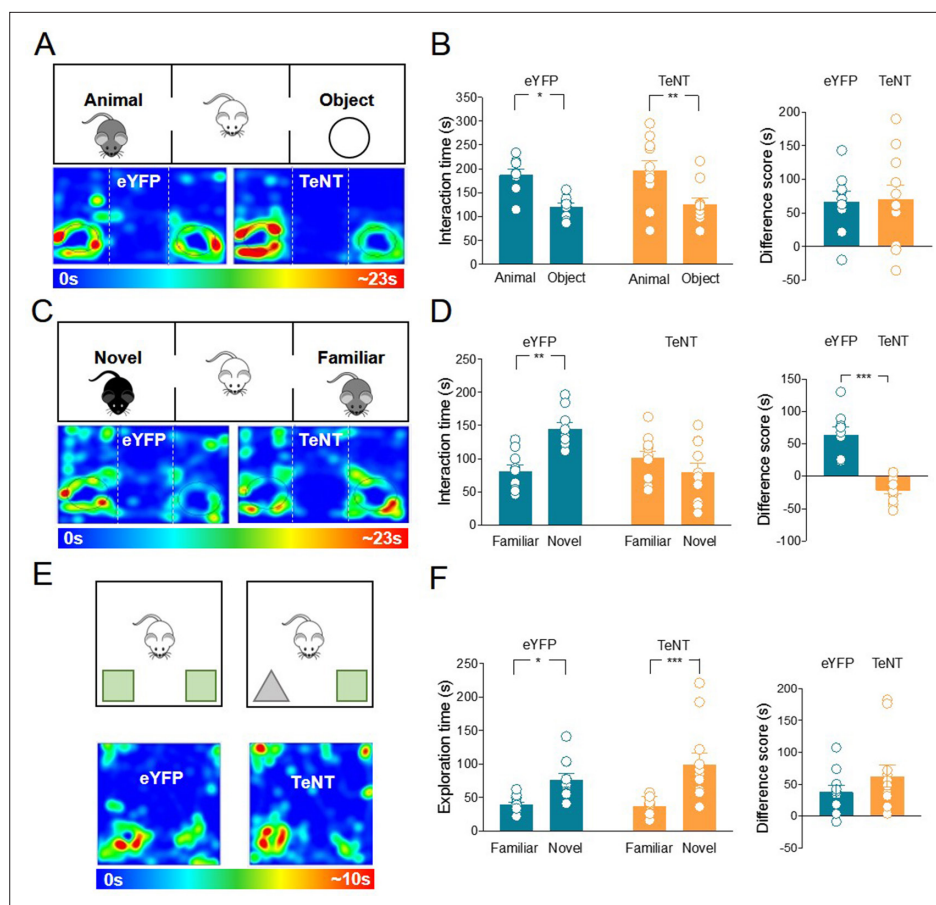 A
Animal
Object
eYFP
TeNT
0s
~23s
B
eYFP
TeNT
*
**
Interaction time (s)
350
300
250
200
150
100
50
0
Animal Object Animal Object
eYFP TeNT
Difference score (s)
200
150
100
50
0
-50
C
Novel
Familiar
eYFP
TeNT
0s
~23s
D
eYFP
TeNT
**
Interaction time (s)
250
200
150
100
50
0
Familiar Novel Familiar Novel
eYFP TeNT
***
Difference score (s)
150
100
50
0
-50
-100
E
eYFP
TeNT
0s
~10s
F
eYFP
TeNT
*
***
Exploration time (s)
250
200
150
100
50
0
Familiar Novel Familiar Novel
eYFP TeNT
Difference score (s)
200
150
100
50
0
-50